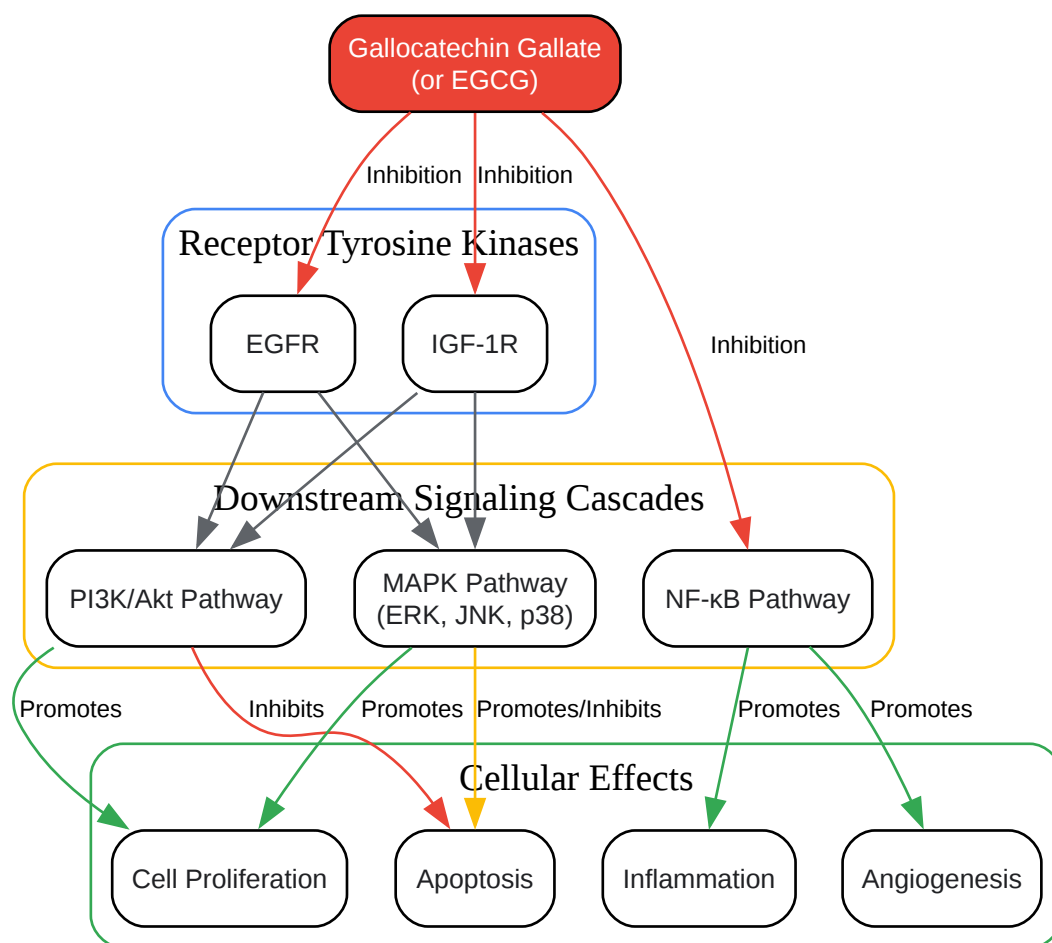 Gallocatechin Gallate
(or EGCG)
Inhibition
Inhibition
Receptor Tyrosine Kinases
EGFR
IGF-1R
Inhibition
Downstream Signaling Cascades
PI3K/Akt Pathway
MAPK Pathway
(ERK, JNK, p38)
NF-κB Pathway
Promotes
Inhibits
Promotes
Promotes/Inhibits
Promotes
Promotes
Cellular Effects
Cell Proliferation
Apoptosis
Inflammation
Angiogenesis